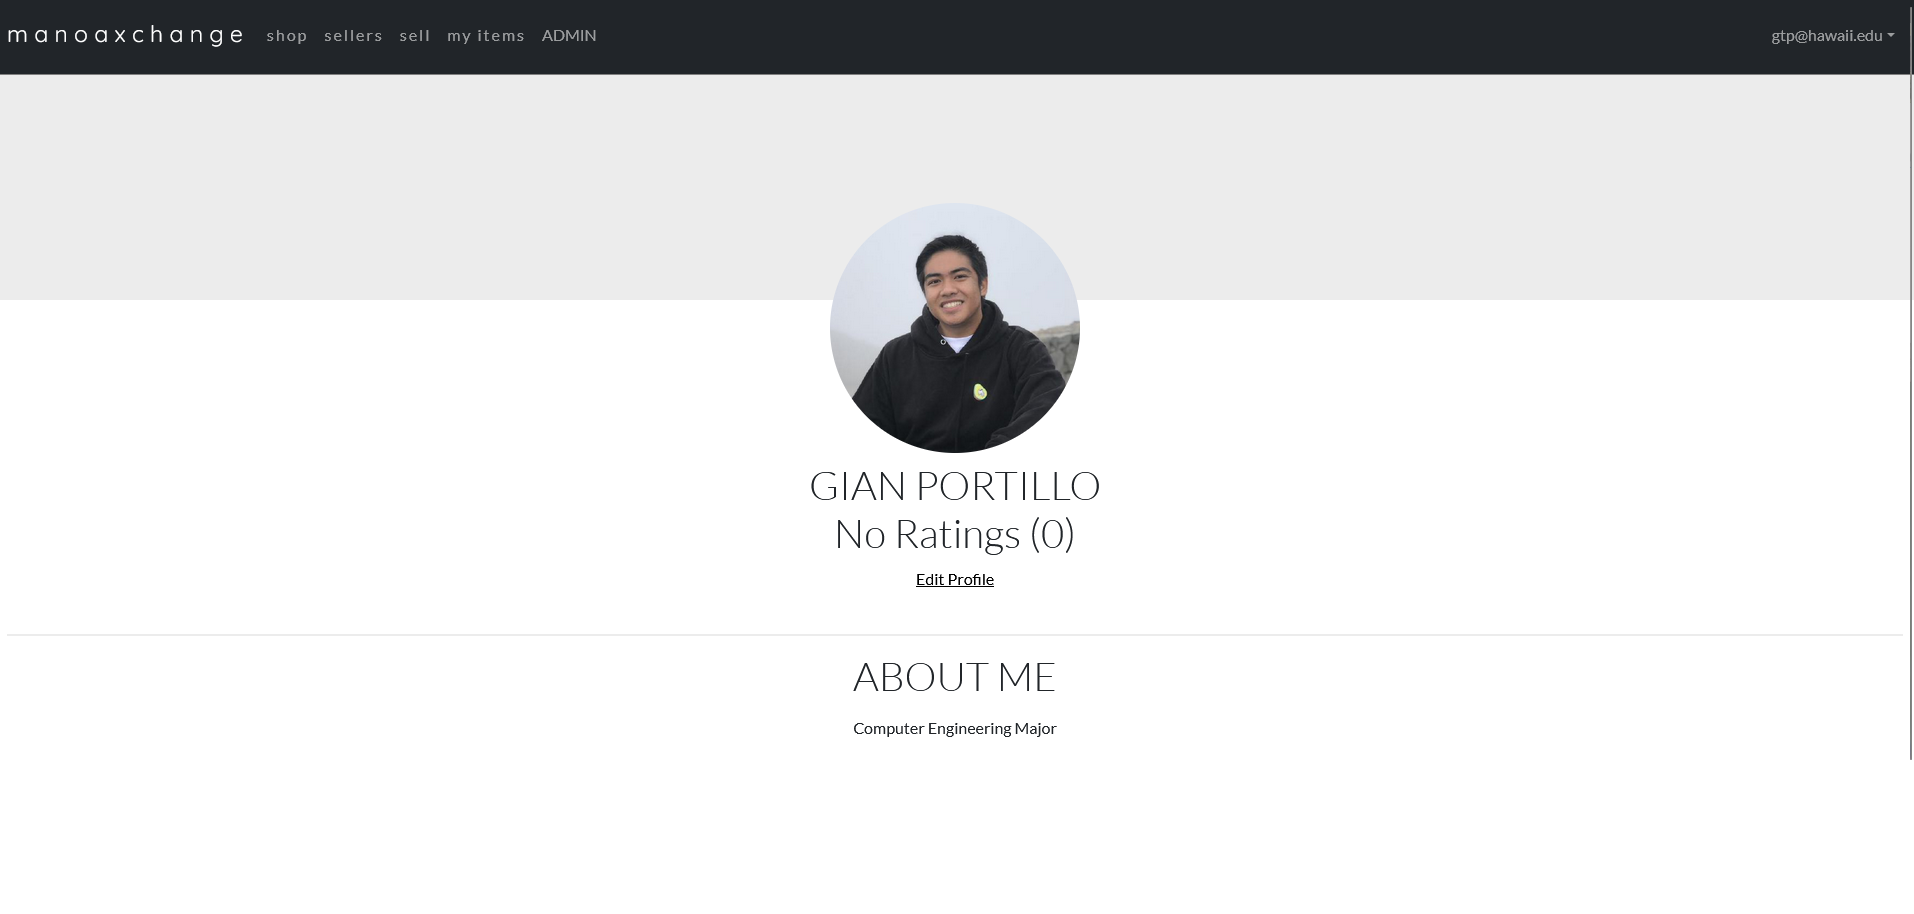 manoaxchange shop sellers sell my items ADMIN gtp@hawaii.edu
GIAN PORTILLO
No Ratings (0)
Edit Profile
ABOUT ME
Computer Engineering Major